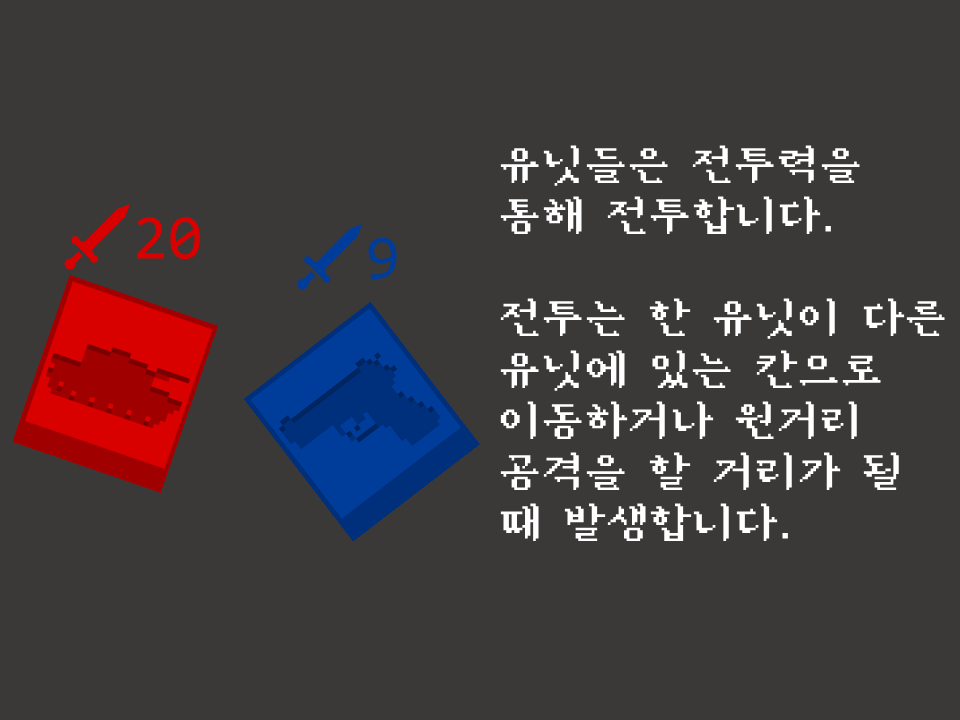 20
9
유닛들은 전투력을
통해 전투합니다.
전투는 한 유닛이 다른
유닛에 있는 칸으로
이동하거나 원거리
공격을 할 거리가 될
때 발생합니다.